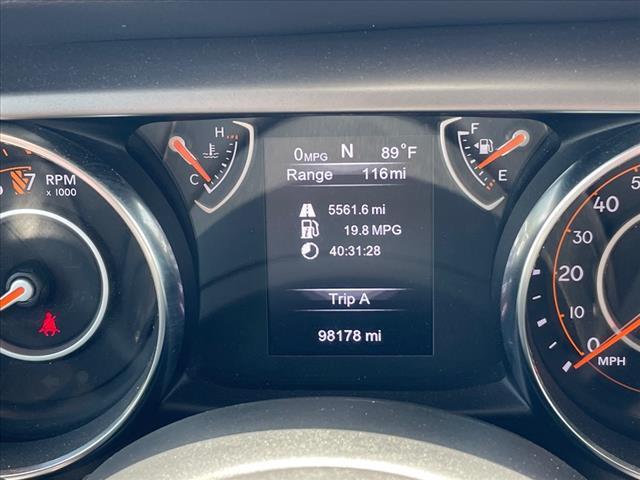 H
C
F
E
0MPG N 89°F
Range 116mi
5561.6 mi
19.8 MPG
40:31:28
Trip A
98178 mi
7 RPM
x 1000
50
40
30
20
10
0
MPH